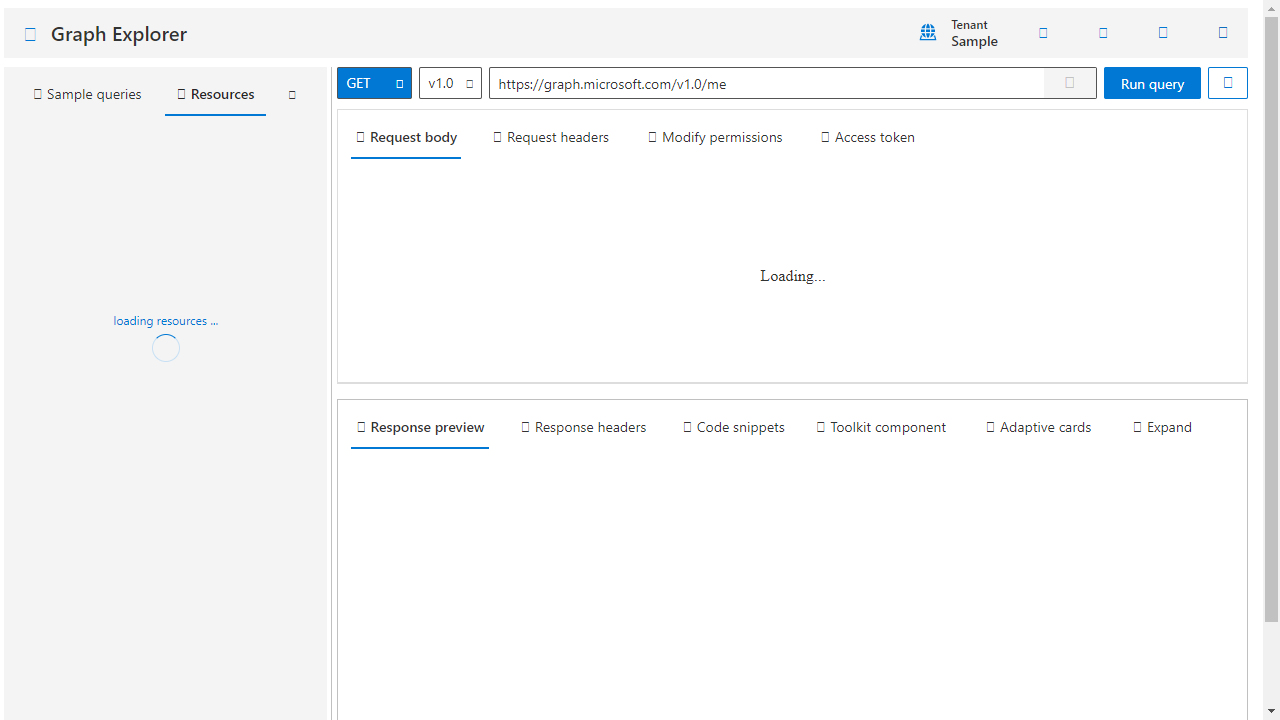 Graph Explorer
Tenant
Sample
Sample queries
Resources
GET
v1.0
https://graph.microsoft.com/v1.0/me
Run query
Request body
Request headers
Modify permissions
Access token
Loading...
loading resources ...
Response preview
Response headers
Code snippets
Toolkit component
Adaptive cards
Expand